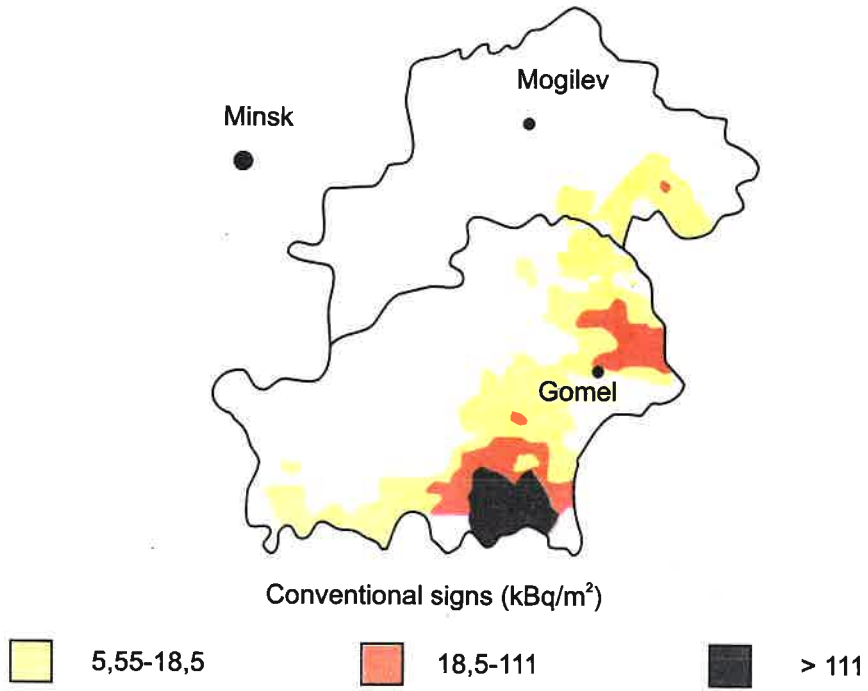 Mogilev
Minsk
Gomel
Conventional signs (kBq/m²)
5,55-18,5
18,5-111
> 111